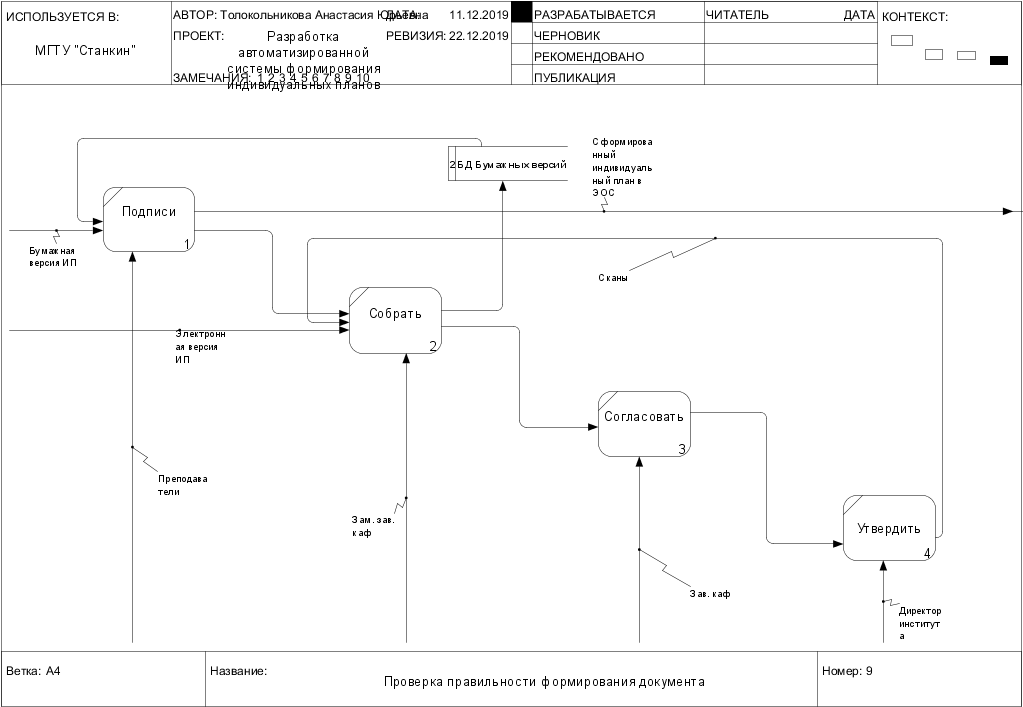 ИСПОЛЬЗУЕТСЯ В:
МГТУ "Станкин"
АВТОР: Толокольникова Анастасия Юрьевна
ДАТА: 11.12.2019
ПРОЕКТ: Разработка
автоматизированной
системы формирования
индивидуальных планов
РЕВИЗИЯ: 22.12.2019
ЗАМЕЧАНИЯ: 1 2 3 4 5 6 7 8 9 10
РАЗРАБАТЫВАЕТСЯ
ЧЕРНОВИК
РЕКОМЕНДОВАНО
ПУБЛИКАЦИЯ
ЧИТАТЕЛЬ ДАТА
КОНТЕКСТ:
2 БД Бумажных версий
Сформирова
нный
индивидуаль
ный план в
ЭОС
Подписи
1
Бумажная
версия ИП
Сканы
Собрать
2
Электронн
ая версия
ИП
Согласовать
3
Преподава
тели
Зам. зав.
каф
Утвердить
4
Зав. каф
Директор
институт
а
Ветка: A4
Название:
Проверка правильности формирования документа
Номер: 9